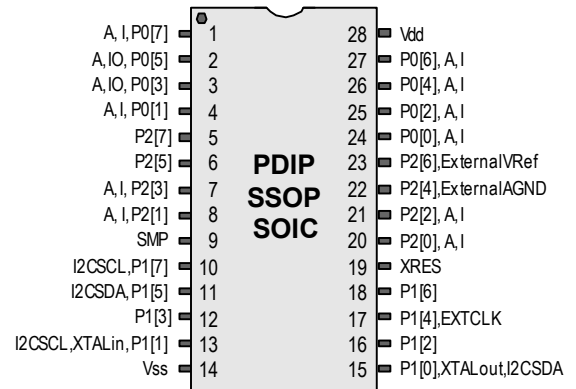 A, I, P0[7] 1 28 Vdd
A, IO, P0[5] 2 27 P0[6], A, I
A, IO, P0[3] 3 26 P0[4], A, I
A, I, P0[1] 4 25 P0[2], A, I
P2[7] 5 24 P0[0], A, I
P2[5] 6 PDIP 23 P2[6], ExternalVRef
A, I, P2[3] 7 SSOP 22 P2[4], ExternalAGND
A, I, P2[1] 8 SOIC 21 P2[2], A, I
SMP 9 20 P2[0], A, I
I2CSCL, P1[7] 10 19 XRES
I2CSDA, P1[5] 11 18 P1[6]
P1[3] 12 17 P1[4], EXTCLK
I2CSCL, XTALin, P1[1] 13 16 P1[2]
Vss 14 15 P1[0], XTALout, I2CSDA